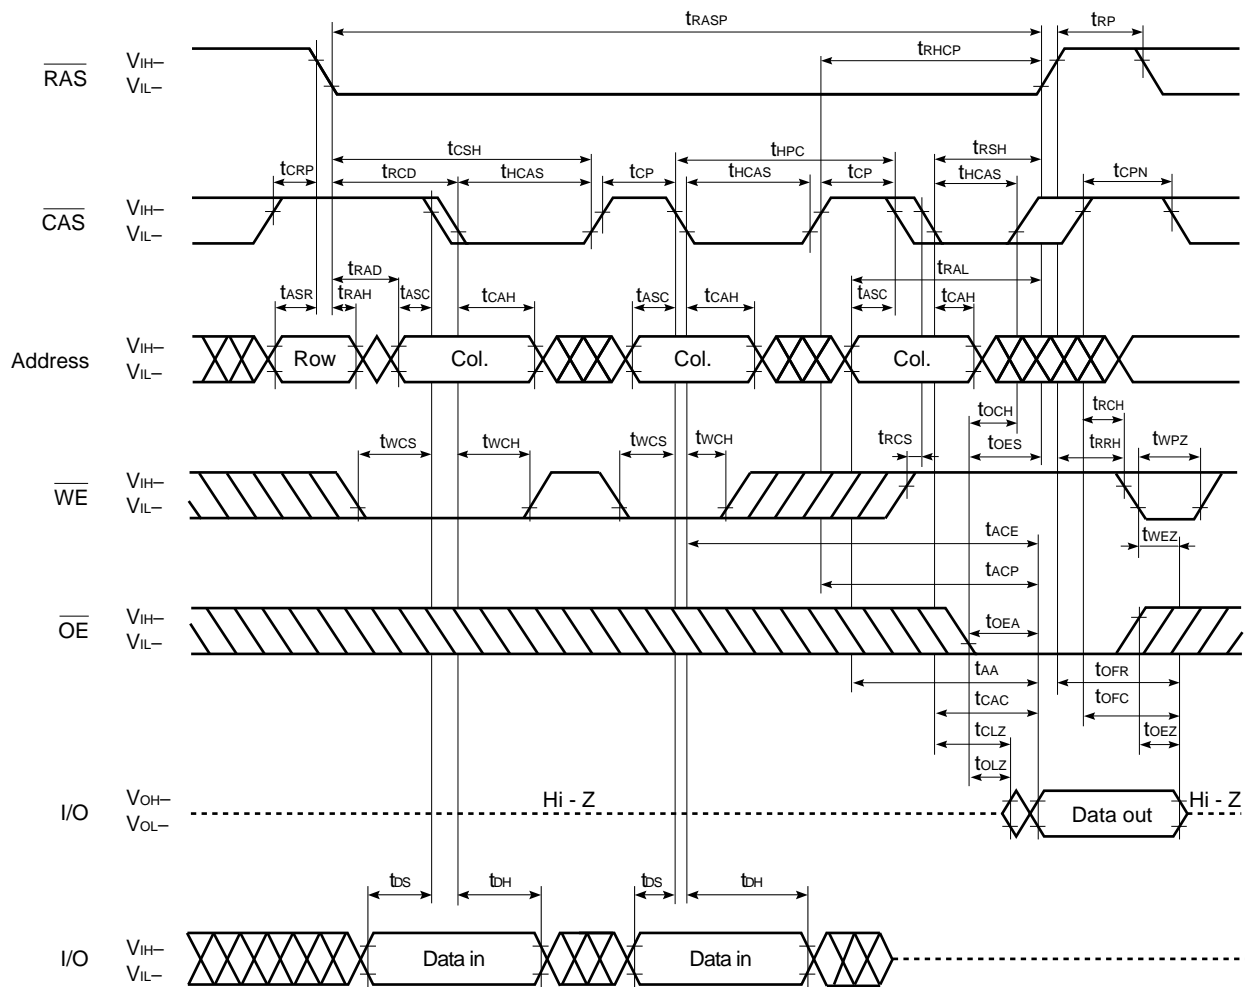 tRASP
tRP
tRHCP
RAS
VIH–
VIL–
tCSH
tHPC
tRSH
tCRP
tRCD
tHCAS
tCP
tHCAS
tCP
tHCAS
tCPN
CAS
VIH–
VIL–
tRAD
tRAL
tASR
tRAH
tASC
tCAH
tASC
tCAH
tASC
tCAH
Address
VIH–
VIL–
Row
Col.
Col.
Col.
tOCH
tRCH
tWCS
tWCH
tWCS
tWCH
tRCS
tOES
tRRH
tWPZ
WE
VIH–
VIL–
tACE
tWEZ
tACP
OE
VIH–
VIL–
tOEA
tAA
tOFR
tCAC
tOFC
tCLZ
tOEZ
tOLZ
I/O
VOH–
VOL–
Hi - Z
Data out
Hi - Z
tDS
tDH
tDS
tDH
I/O
VIH–
VIL–
Data in
Data in